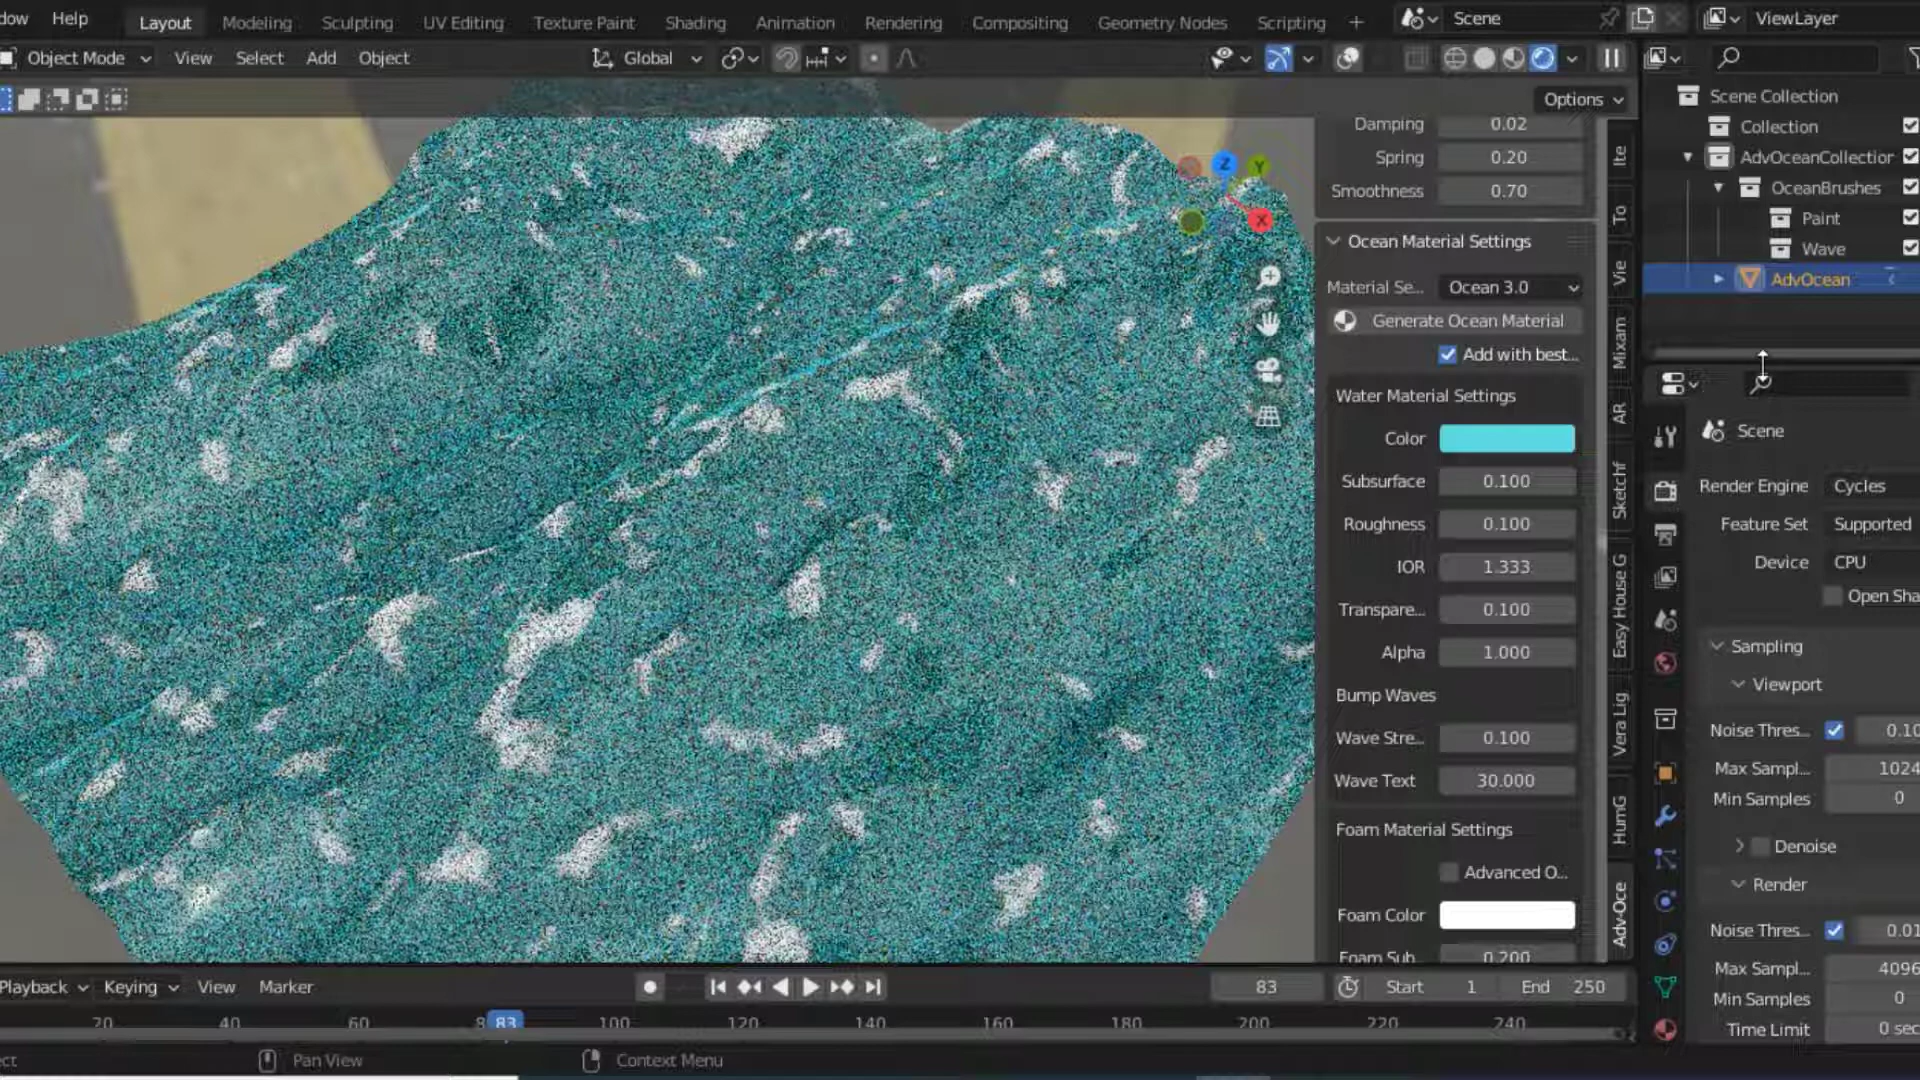 dow Help Layout Modeling Sculpting UV Editing Texture Paint Shading Animation Rendering Compositing Geometry Nodes Scripting + Scene ViewLayer
Object Mode View Select Add Object Global
Options
Damping 0.02
Spring 0.20
Smoothness 0.70
Ocean Material Settings
Material Se... Ocean 3.0
Generate Ocean Material
Add with best...
Water Material Settings
Color
Subsurface 0.100
Roughness 0.100
IOR 1.333
Transpare... 0.100
Alpha 1.000
Bump Waves
Wave Stre... 0.100
Wave Text 30.000
Foam Material Settings
Advanced O...
Foam Color
Foam Sub 0.200
Z
Y
X
Ite
To
Vie
Mixam
AR
Sketchf
Easy House G
Vera Lig
HumG
Adv-Oce
Scene Collection
Collection
AdvOceanCollection
OceanBrushes
Paint
Wave
AdvOcean
Scene
Render Engine Cycles
Feature Set Supported
Device CPU
Open Sha
Sampling
Viewport
Noise Thres... 0.10
Max Sampl... 1024
Min Samples 0
Denoise
Render
Noise Thres... 0.01
Max Sampl... 4096
Min Samples 0
Time Limit 0 sec
Playback Keying View Marker 83 Start 1 End 250
20 40 60 8 83 100 120 140 160 180 200 220 240
ect Pan View Context Menu